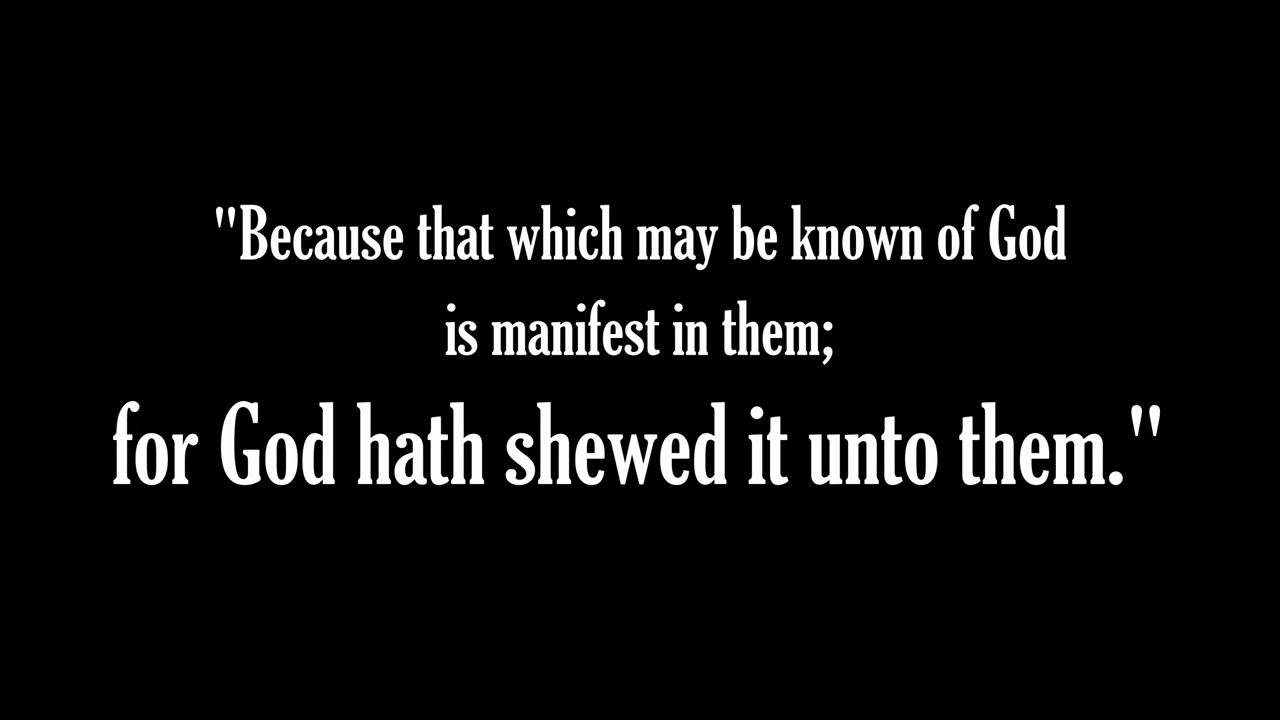 "Because that which may be known of God
is manifest in them;
for God hath shewed it unto them."